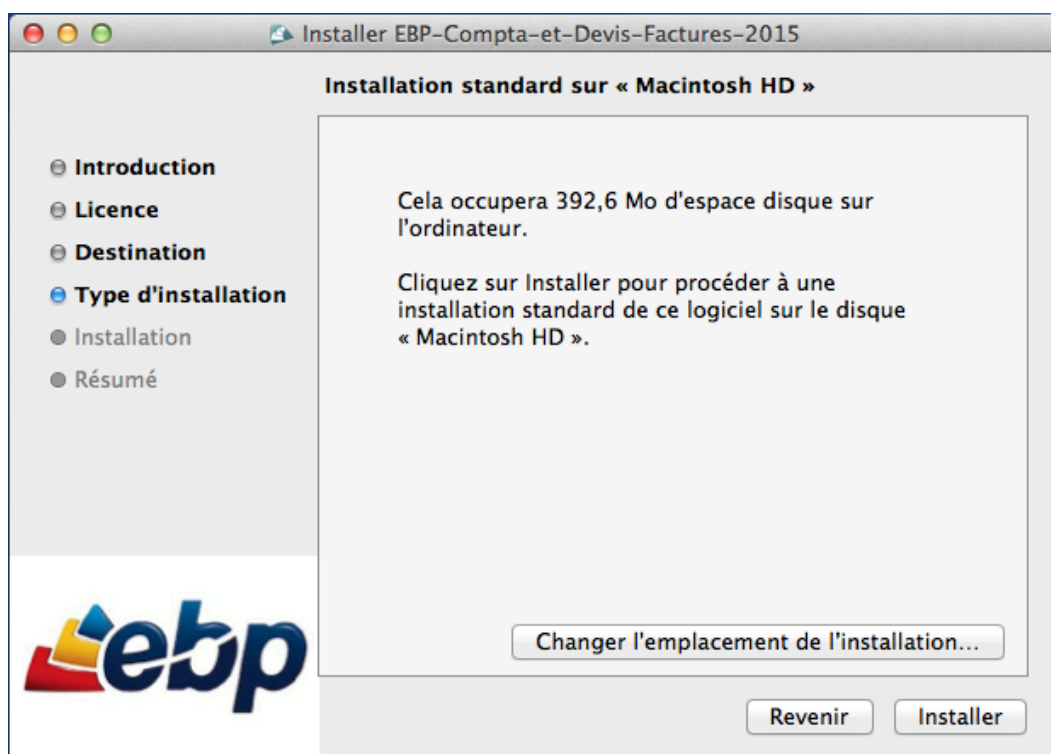 Installer EBP-Compta-et-Devis-Factures-2015
Installation standard sur « Macintosh HD »
Introduction
Licence
Destination
Type d'installation
Installation
Résumé
Cela occupera 392,6 Mo d'espace disque sur
l'ordinateur.
Cliquez sur Installer pour procéder à une
installation standard de ce logiciel sur le disque
« Macintosh HD ».
Changer l'emplacement de l'installation...
ebp
Revenir
Installer